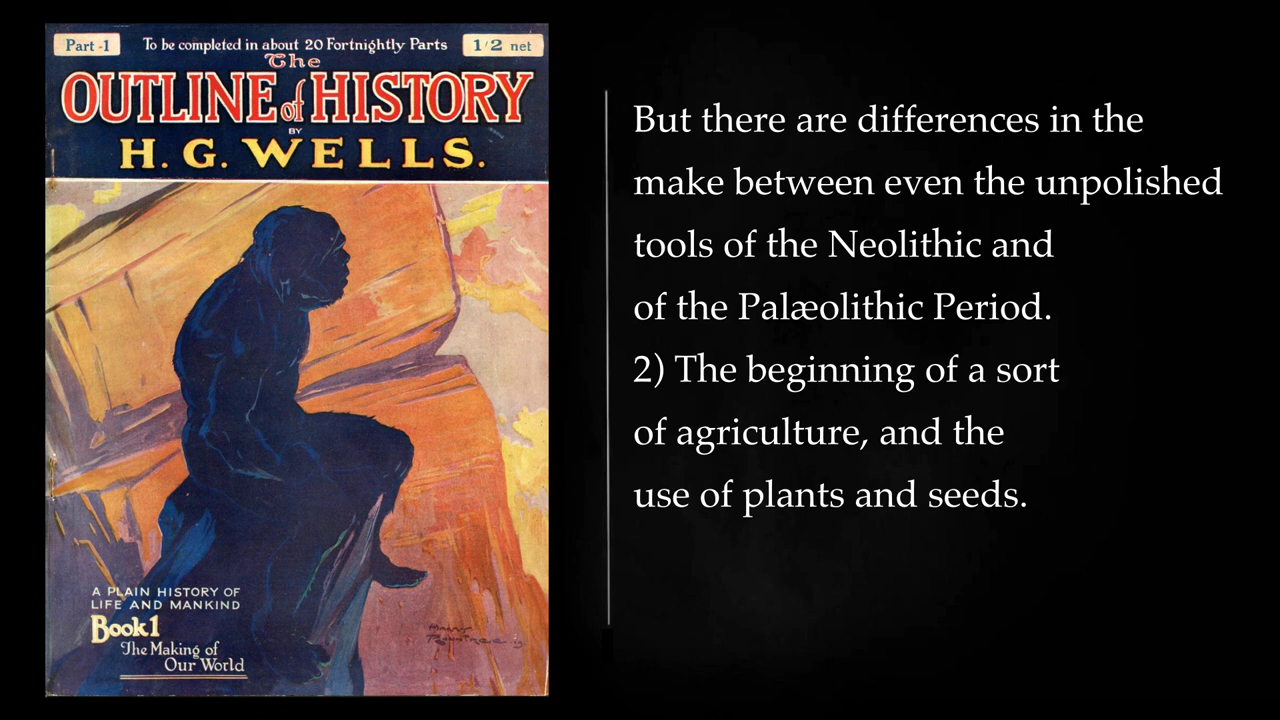 Part -1
To be completed in about 20 Fortnightly Parts
1/2 net
The
OUTLINE of HISTORY
BY
H. G. WELLS.
A PLAIN HISTORY OF
LIFE AND MANKIND
Book 1
The Making of
Our World
But there are differences in the
make between even the unpolished
tools of the Neolithic and
of the Palæolithic Period.
2) The beginning of a sort
of agriculture, and the
use of plants and seeds.